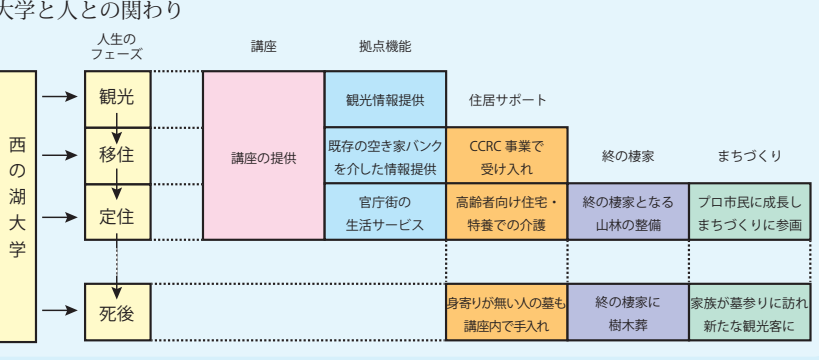 大学と人との関わり
人生の
フェーズ
講座
拠点機能
住居サポート
終の棲家
まちづくり
西の湖大学
観光
移住
定住
死後
講座の提供
観光情報提供
既存の空き家バンク
を介した情報提供
官庁街の
生活サービス
CCRC 事業で
受け入れ
高齢者向け住宅・
特養での介護
終の棲家となる
山林の整備
プロ市民に成長し
まちづくりに参画
身寄りが無い人の墓も
講座内で手入れ
終の棲家に
樹木葬
家族が墓参りに訪れ
新たな観光客に